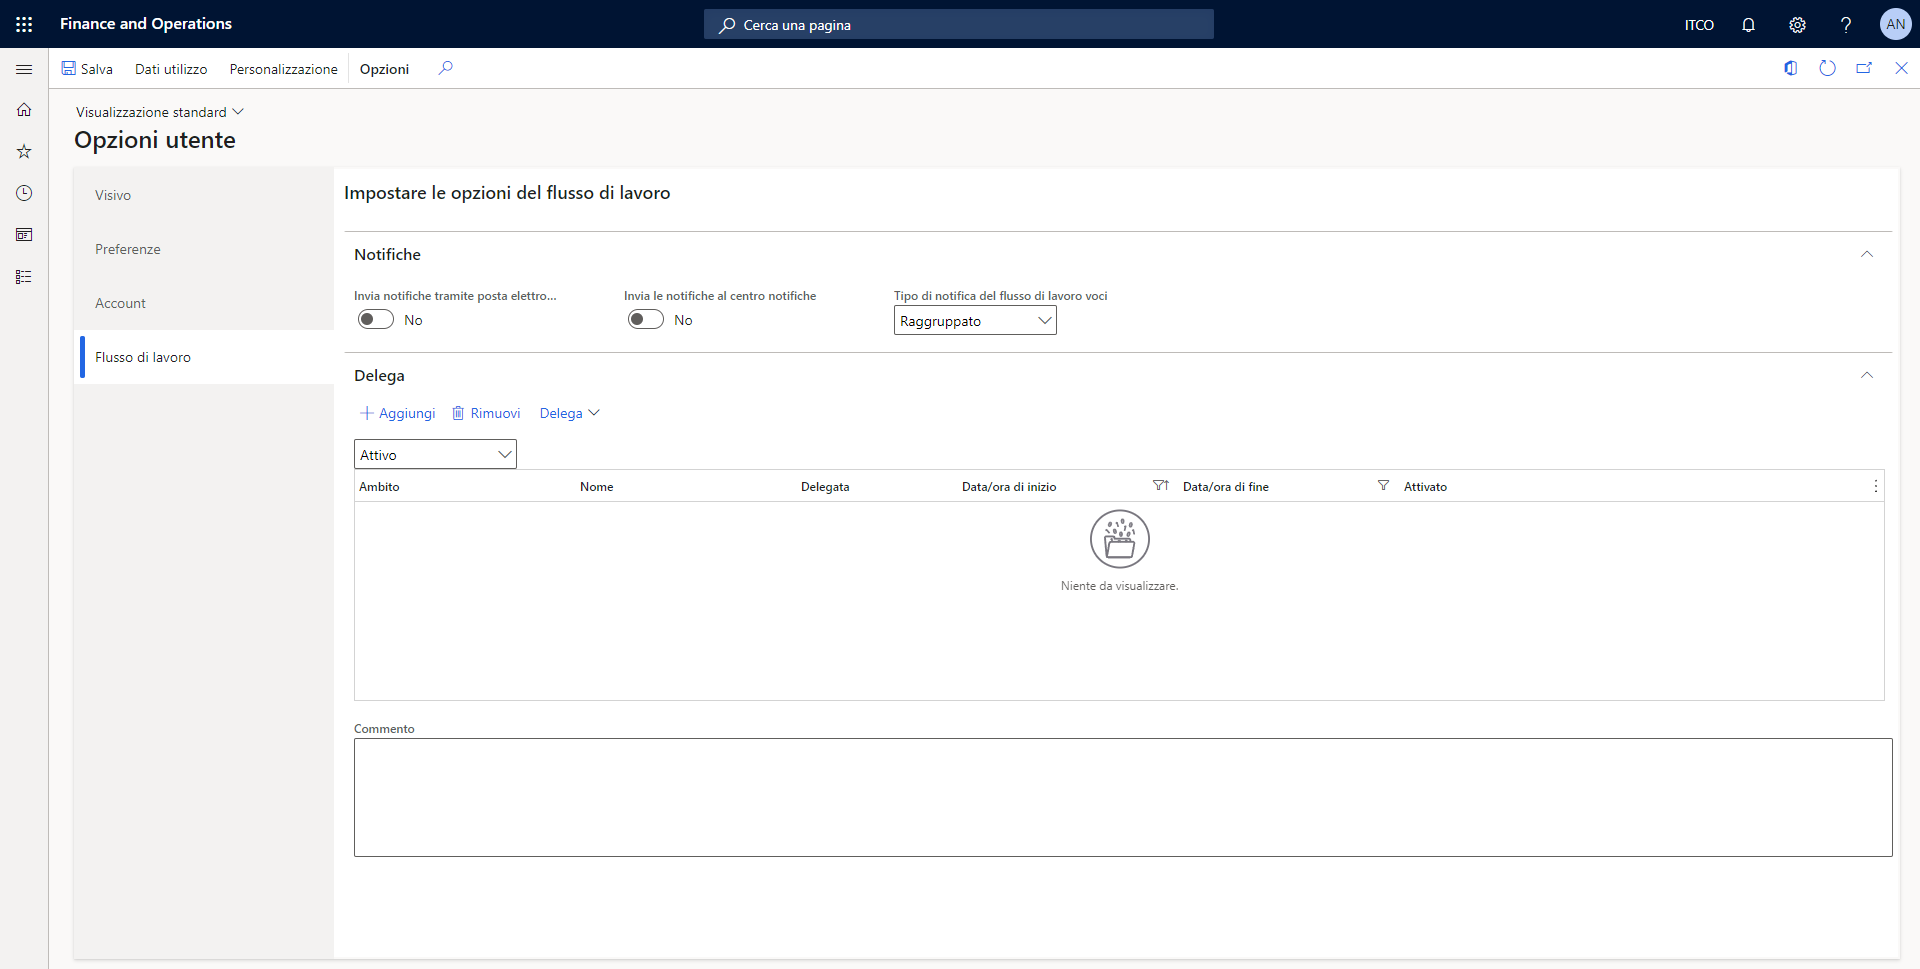 Finance and Operations
Cerca una pagina
ITCO
AN
Salva
Dati utilizzo
Personalizzazione
Opzioni
Visualizzazione standard
Opzioni utente
Visivo
Preferenze
Account
Flusso di lavoro
Impostare le opzioni del flusso di lavoro
Notifiche
Invia notifiche tramite posta elettro...
Invia le notifiche al centro notifiche
Tipo di notifica del flusso di lavoro voci
No
No
Raggruppato
Delega
Aggiungi
Rimuovi
Delega
Attivo
Ambito
Nome
Delegata
Data/ora di inizio
Data/ora di fine
Attivato
Niente da visualizzare.
Commento